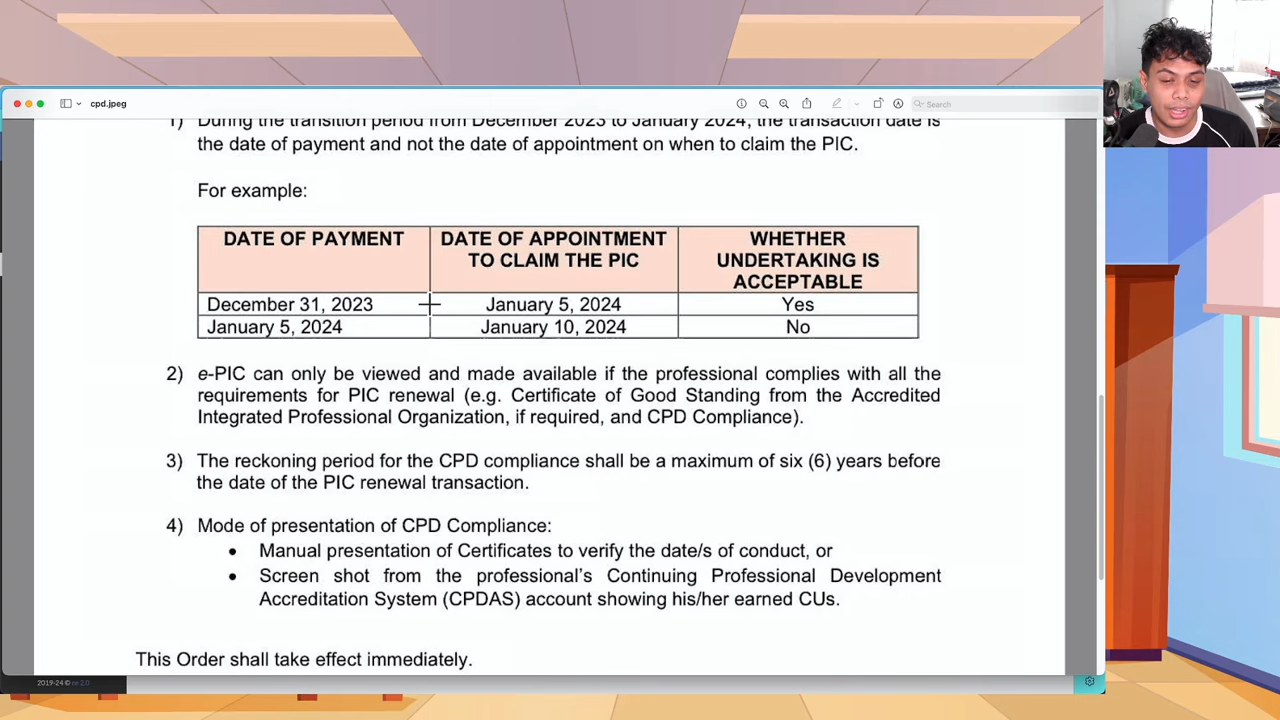 cpd.jpeg
Search
1) During the transition period from December 2023 to January 2024, the transaction date is
the date of payment and not the date of appointment on when to claim the PIC.
For example:
DATE OF PAYMENT
DATE OF APPOINTMENT
TO CLAIM THE PIC
WHETHER
UNDERTAKING IS
ACCEPTABLE
December 31, 2023 January 5, 2024 Yes
January 5, 2024 January 10, 2024 No
2) e-PIC can only be viewed and made available if the professional complies with all the
requirements for PIC renewal (e.g. Certificate of Good Standing from the Accredited
Integrated Professional Organization, if required, and CPD Compliance).
3) The reckoning period for the CPD compliance shall be a maximum of six (6) years before
the date of the PIC renewal transaction.
4) Mode of presentation of CPD Compliance:
• Manual presentation of Certificates to verify the date/s of conduct, or
• Screen shot from the professional's Continuing Professional Development
Accreditation System (CPDAS) account showing his/her earned CUs.
This Order shall take effect immediately.
2019-24 ©